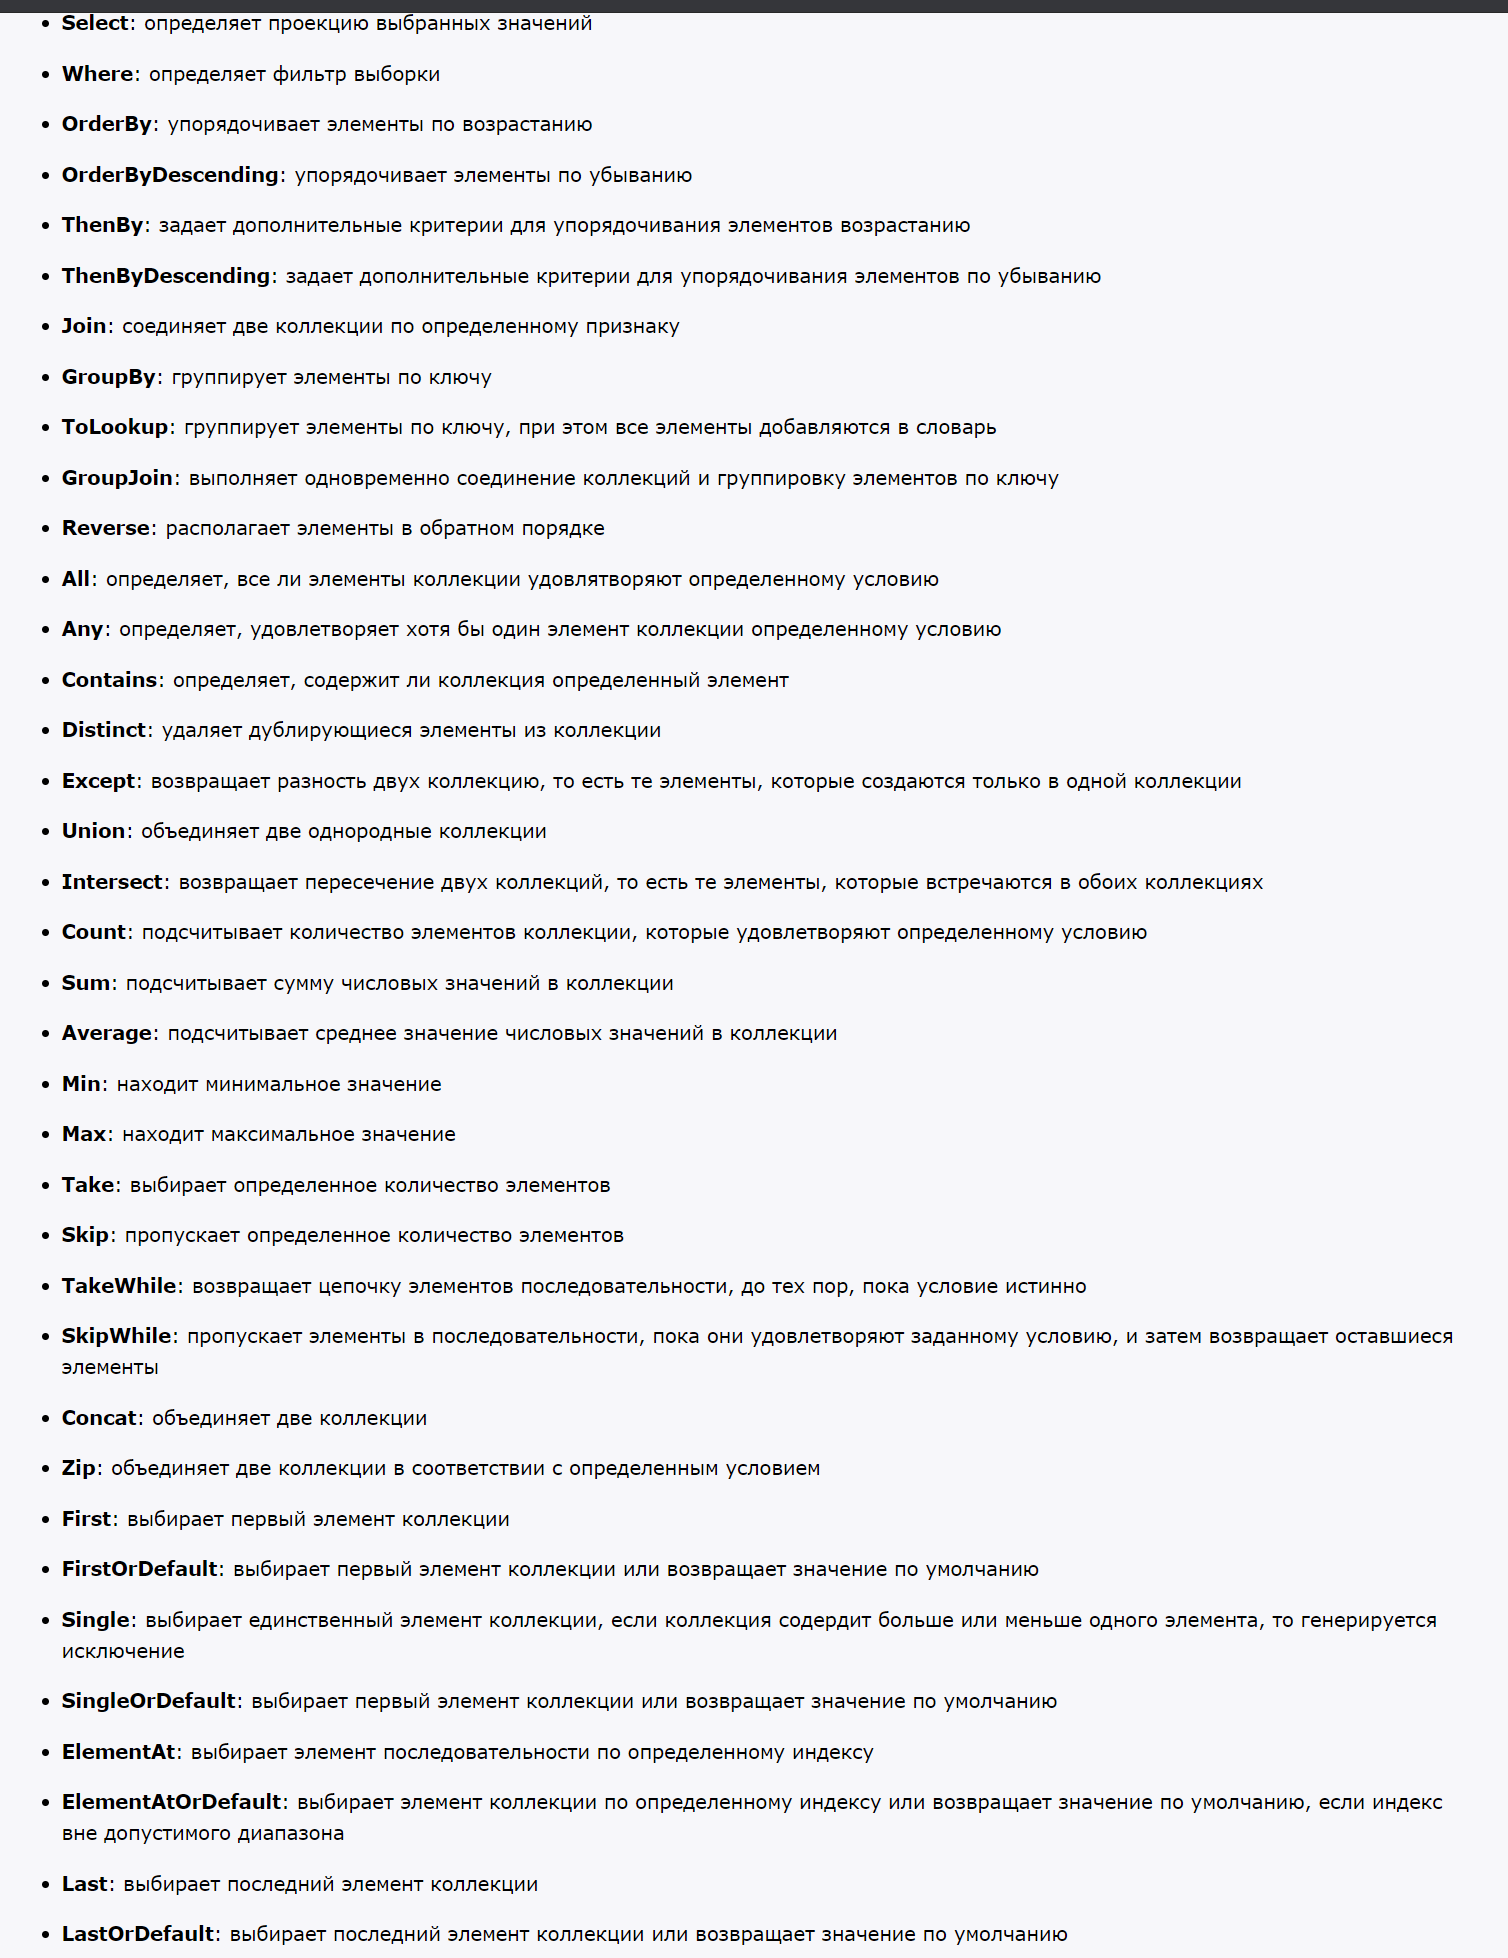 • Select: определяет проекцию выбранных значений
• Where: определяет фильтр выборки
• OrderBy: упорядочивает элементы по возрастанию
• OrderByDescending: упорядочивает элементы по убыванию
• ThenBy: задает дополнительные критерии для упорядочивания элементов возрастанию
• ThenByDescending: задает дополнительные критерии для упорядочивания элементов по убыванию
• Join: соединяет две коллекции по определенному признаку
• GroupBy: группирует элементы по ключу
• ToLookup: группирует элементы по ключу, при этом все элементы добавляются в словарь
• GroupJoin: выполняет одновременно соединение коллекций и группировку элементов по ключу
• Reverse: располагает элементы в обратном порядке
• All: определяет, все ли элементы коллекции удовлятворяют определенному условию
• Any: определяет, удовлетворяет хотя бы один элемент коллекции определенному условию
• Contains: определяет, содержит ли коллекция определенный элемент
• Distinct: удаляет дублирующиеся элементы из коллекции
• Except: возвращает разность двух коллекцию, то есть те элементы, которые создаются только в одной коллекции
• Union: объединяет две однородные коллекции
• Intersect: возвращает пересечение двух коллекций, то есть те элементы, которые встречаются в обоих коллекциях
• Count: подсчитывает количество элементов коллекции, которые удовлетворяют определенному условию
• Sum: подсчитывает сумму числовых значений в коллекции
• Average: подсчитывает cреднее значение числовых значений в коллекции
• Min: находит минимальное значение
• Max: находит максимальное значение
• Take: выбирает определенное количество элементов
• Skip: пропускает определенное количество элементов
• TakeWhile: возвращает цепочку элементов последовательности, до тех пор, пока условие истинно
• SkipWhile: пропускает элементы в последовательности, пока они удовлетворяют заданному условию, и затем возвращает оставшиеся
элементы
• Concat: объединяет две коллекции
• Zip: объединяет две коллекции в соответствии с определенным условием
• First: выбирает первый элемент коллекции
• FirstOrDefault: выбирает первый элемент коллекции или возвращает значение по умолчанию
• Single: выбирает единственный элемент коллекции, если коллекция содердит больше или меньше одного элемента, то генерируется
исключение
• SingleOrDefault: выбирает первый элемент коллекции или возвращает значение по умолчанию
• ElementAt: выбирает элемент последовательности по определенному индексу
• ElementAtOrDefault: выбирает элемент коллекции по определенному индексу или возвращает значение по умолчанию, если индекс
вне допустимого диапазона
• Last: выбирает последний элемент коллекции
• LastOrDefault: выбирает последний элемент коллекции или возвращает значение по умолчанию